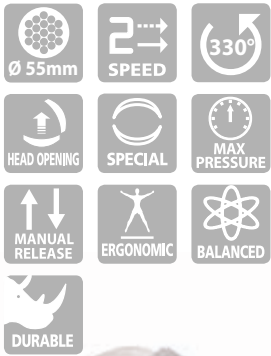 Ø 55mm
2
SPEED
330°
HEAD OPENING
SPECIAL
MAX
PRESSURE
MANUAL
RELEASE
ERGONOMIC
BALANCED
DURABLE